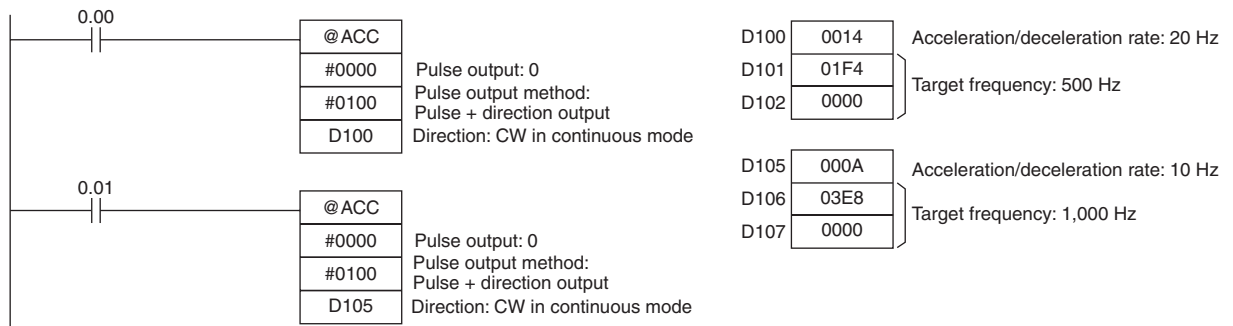 0.00
@ACC
#0000 Pulse output: 0
#0100 Pulse output method:
Pulse + direction output
D100 Direction: CW in continuous mode
0.01
@ACC
#0000 Pulse output: 0
#0100 Pulse output method:
Pulse + direction output
D105 Direction: CW in continuous mode
D100 0014 Acceleration/deceleration rate: 20 Hz
D101 01F4
Target frequency: 500 Hz
D102 0000
D105 000A Acceleration/deceleration rate: 10 Hz
D106 03E8
Target frequency: 1,000 Hz
D107 0000